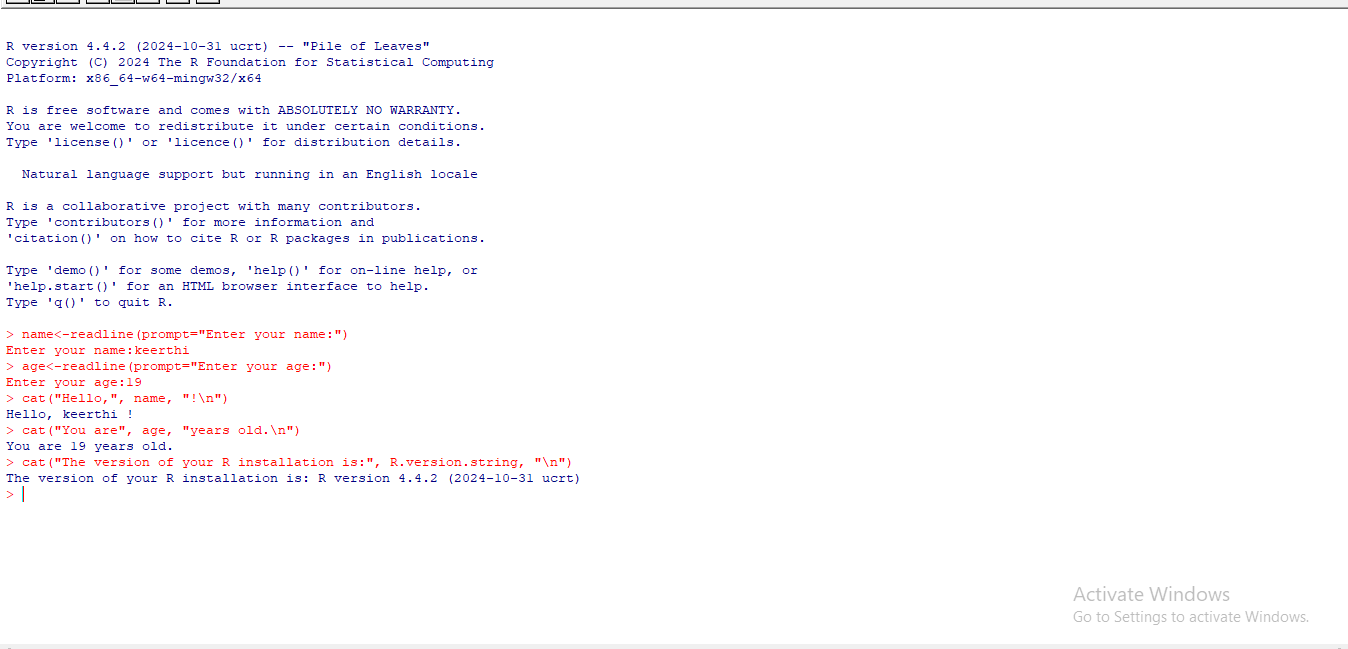 R version 4.4.2 (2024-10-31 ucrt) -- "Pile of Leaves"
Copyright (C) 2024 The R Foundation for Statistical Computing
Platform: x86_64-w64-mingw32/x64
R is free software and comes with ABSOLUTELY NO WARRANTY.
You are welcome to redistribute it under certain conditions.
Type 'license()' or 'licence()' for distribution details.
Natural language support but running in an English locale
R is a collaborative project with many contributors.
Type 'contributors()' for more information and
'citation()' on how to cite R or R packages in publications.
Type 'demo()' for some demos, 'help()' for on-line help, or
'help.start()' for an HTML browser interface to help.
Type 'q()' to quit R.
> name<-readline(prompt="Enter your name:")
Enter your name:keerthi
> age<-readline(prompt="Enter your age:")
Enter your age:19
> cat("Hello,", name, "!\n")
Hello, keerthi !
> cat("You are", age, "years old.\n")
You are 19 years old.
> cat("The version of your R installation is:", R.version.string, "\n")
The version of your R installation is: R version 4.4.2 (2024-10-31 ucrt)
>
Activate Windows
Go to Settings to activate Windows.